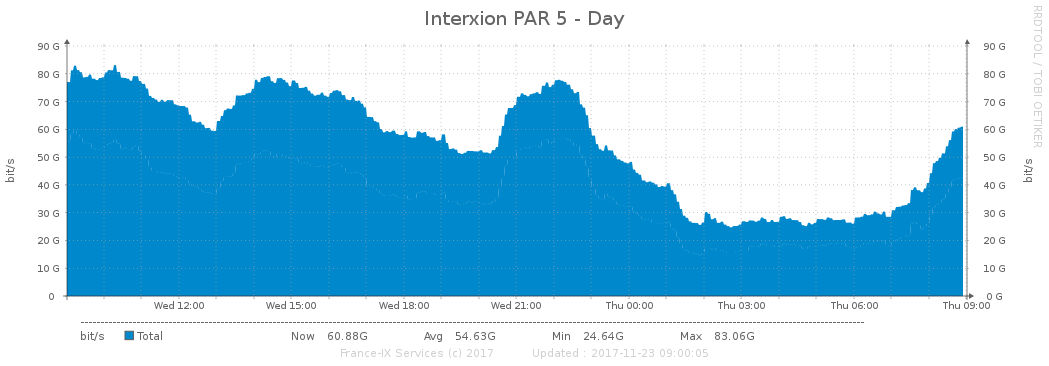 Interxion PAR 5 - Day
RRDTOOL / TOBI OETIKER
90 G 90 G
80 G 80 G
70 G 70 G
60 G 60 G
50 G 50 G
40 G 40 G
30 G 30 G
20 G 20 G
10 G 10 G
0 0 G
bit/s bit/s
Wed 12:00 Wed 15:00 Wed 18:00 Wed 21:00 Thu 00:00 Thu 03:00 Thu 06:00 Thu 09:00
bit/s Total Now 60.88G Avg 54.63G Min 24.64G Max 83.06G
France-IX Services (c) 2017 Updated : 2017-11-23 09:00:05